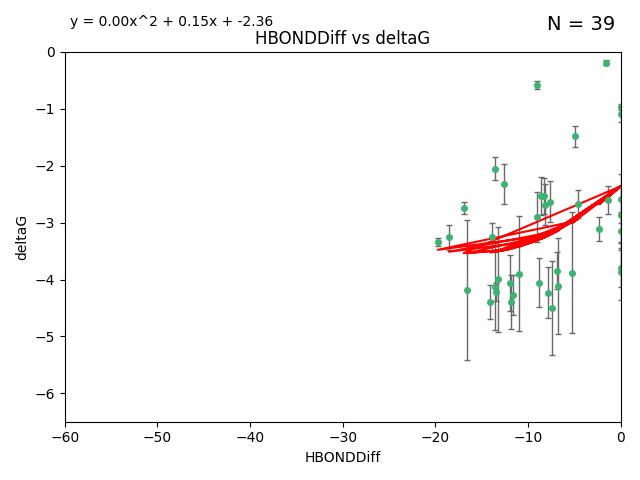 y = 0.00x^2 + 0.15x + -2.36
N = 39
HBONDDiff vs deltaG
0
−1
−2
−3
−4
−5
−6
deltaG
−60
−50
−40
−30
−20
−10
0
HBONDDiff